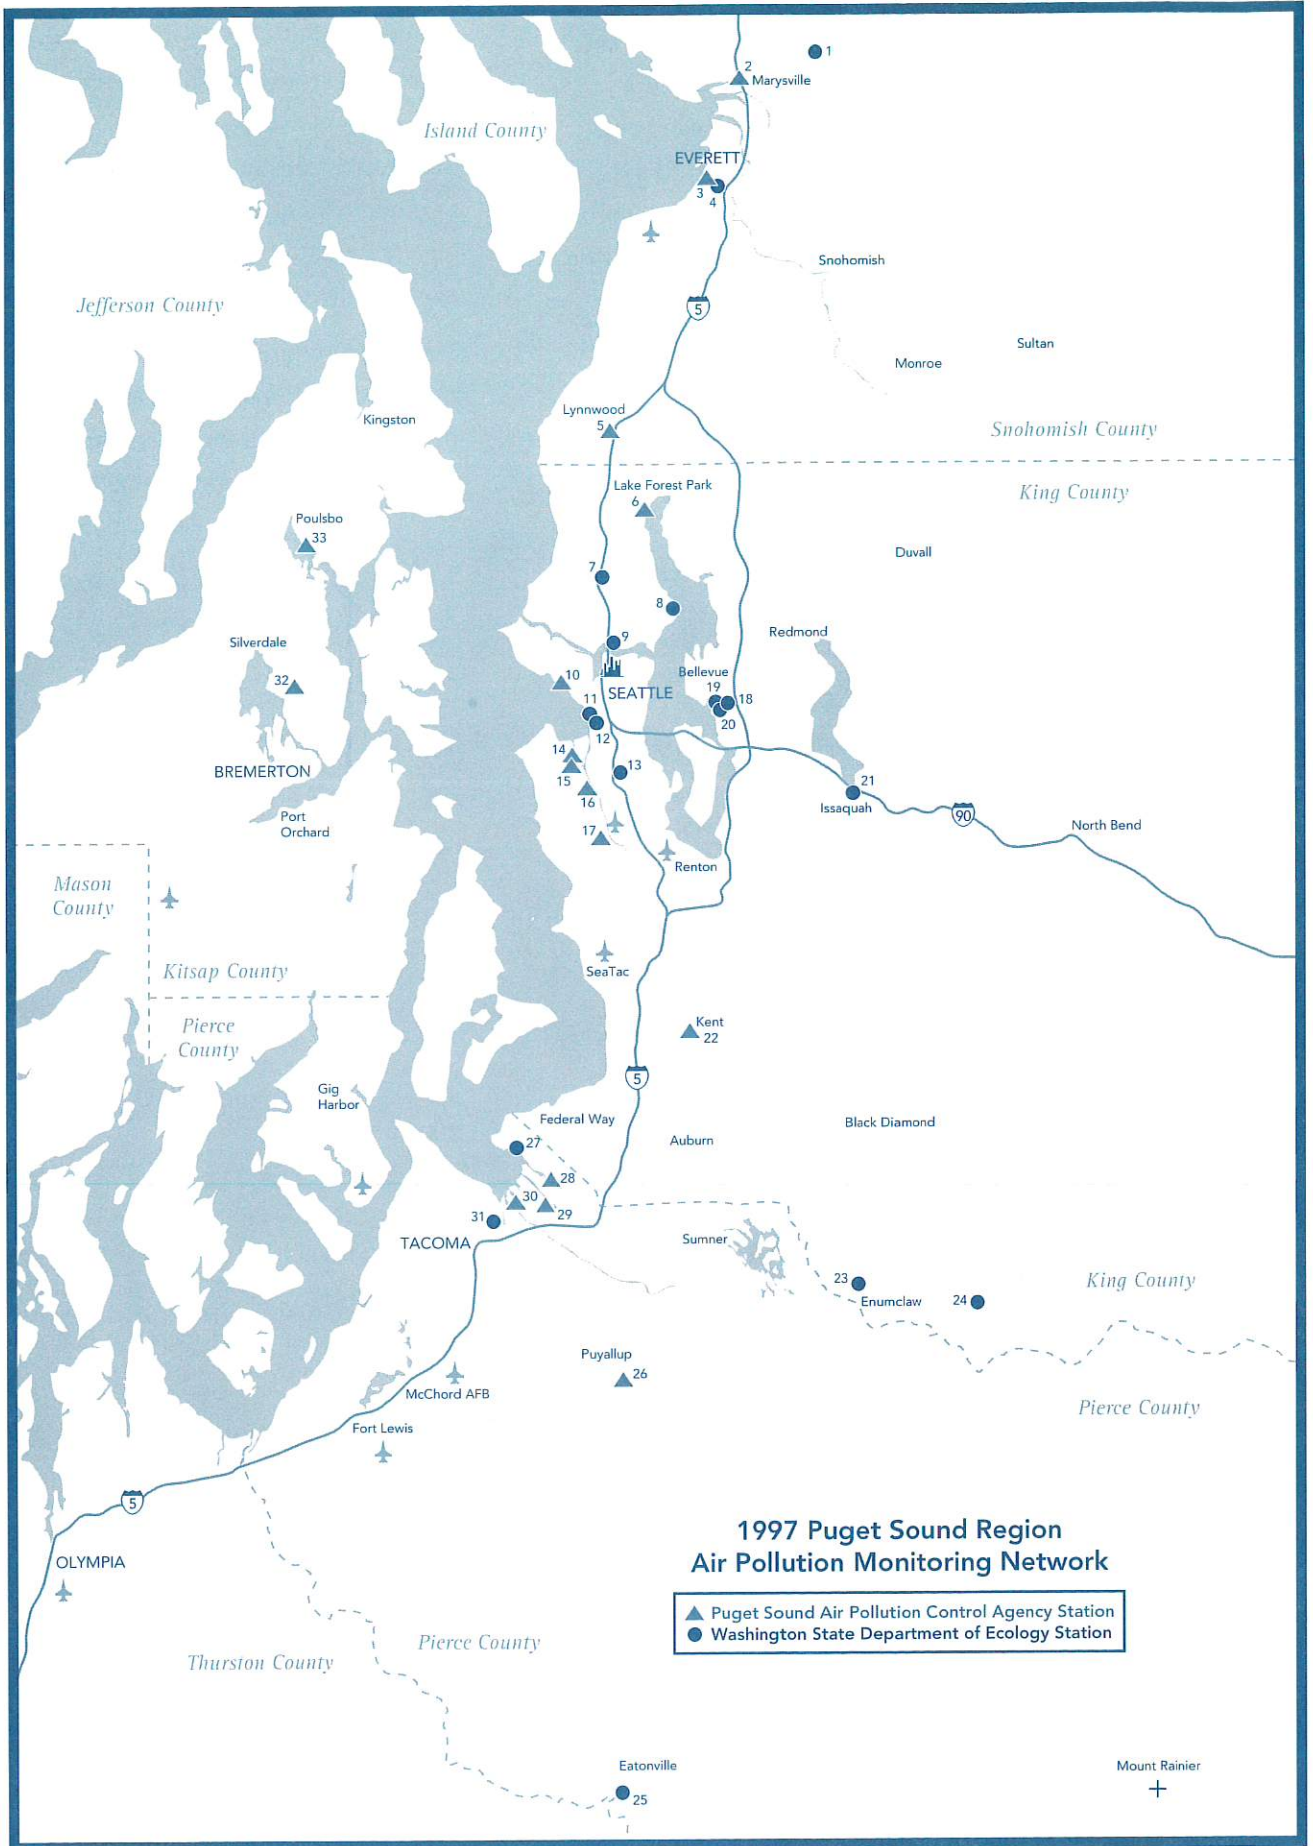 1
2
Marysville
Island County
EVERETT
3
4
Snohomish
Jefferson County
5
Sultan
Monroe
Lynnwood
5
Kingston
Snohomish County
Lake Forest Park
6
King County
Poulsbo
33
Duvall
7
8
Silverdale
9
Redmond
32
10
Bellevue
SEATTLE
19
18
11
20
12
14
13
BREMERTON
15
21
16
Issaquah
Port
Orchard
90
North Bend
17
Renton
Mason
County
SeaTac
Kitsap County
Kent
22
Pierce
County
5
Gig
Harbor
Federal Way
Black Diamond
Auburn
27
28
30
29
31
TACOMA
Sumner
23
King County
Enumclaw
24
Puyallup
26
McChord AFB
Pierce County
Fort Lewis
5
1997 Puget Sound Region
Air Pollution Monitoring Network
OLYMPIA
Puget Sound Air Pollution Control Agency Station
Washington State Department of Ecology Station
Pierce County
Thurston County
Eatonville
25
Mount Rainier